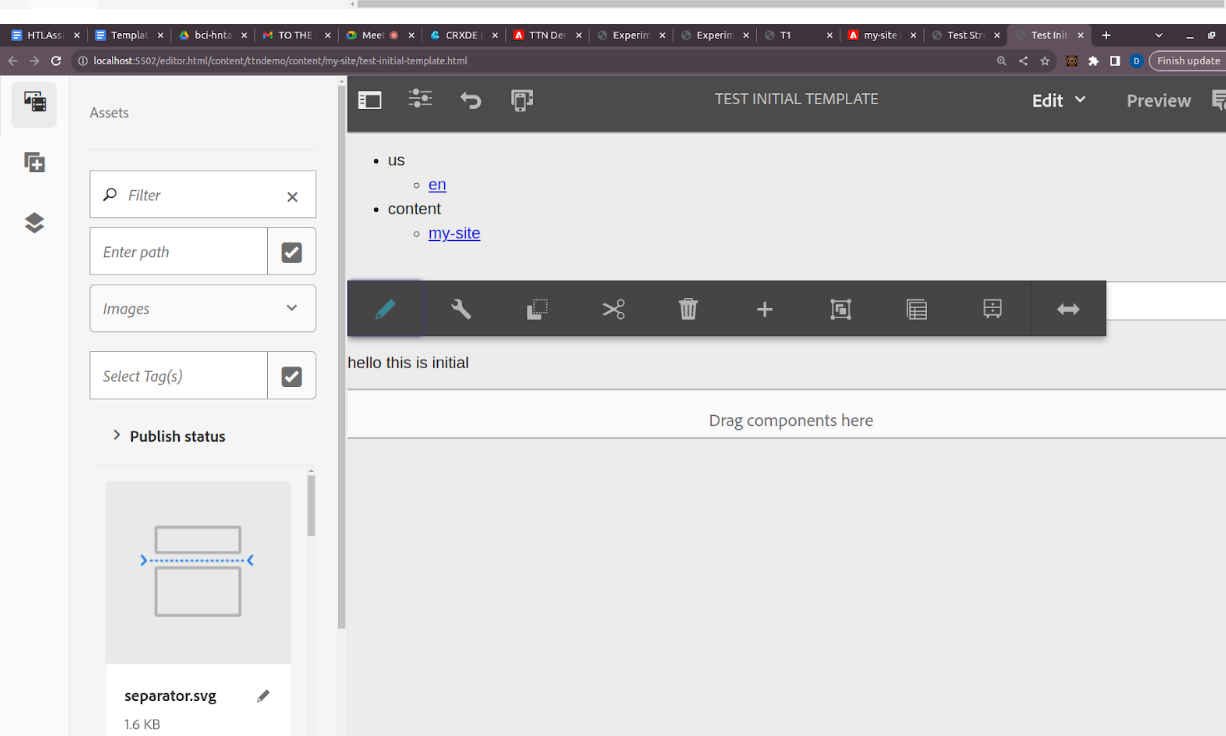 HTLAss
Templat
bci-hnta
TO THE
Meet
CRXDE
TTN Der
Experim
Experim
T1
my-site
Test Str
Test Init
localhost:5502/editor.html/content/ttndemo/content/my-site/test-initial-template.html
D
Finish update
Assets
TEST INITIAL TEMPLATE
Edit
Preview
Filter
Enter path
Images
Select Tag(s)
Publish status
separator.svg
1.6 KB
us
en
content
my-site
hello this is initial
Drag components here